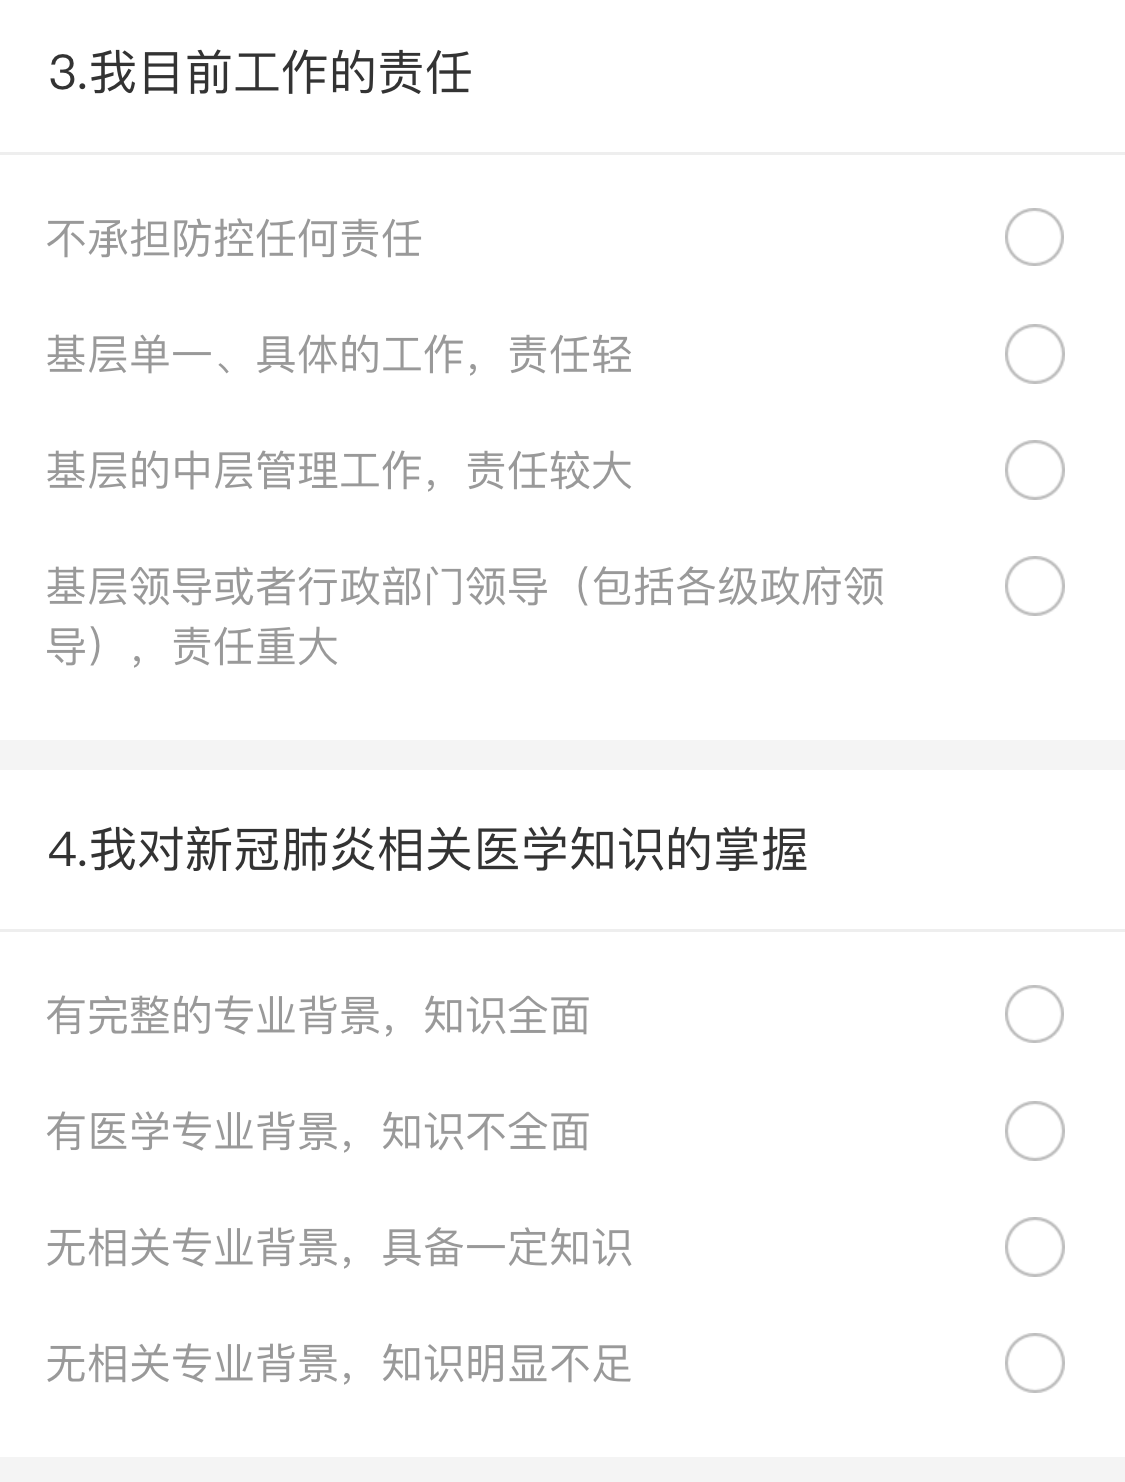 3.我目前工作的责任
不承担防控任何责任
基层单一、具体的工作，责任轻
基层的中层管理工作，责任较大
基层领导或者行政部门领导（包括各级政府领
导），责任重大
4.我对新冠肺炎相关医学知识的掌握
有完整的专业背景，知识全面
有医学专业背景，知识不全面
无相关专业背景，具备一定知识
无相关专业背景，知识明显不足